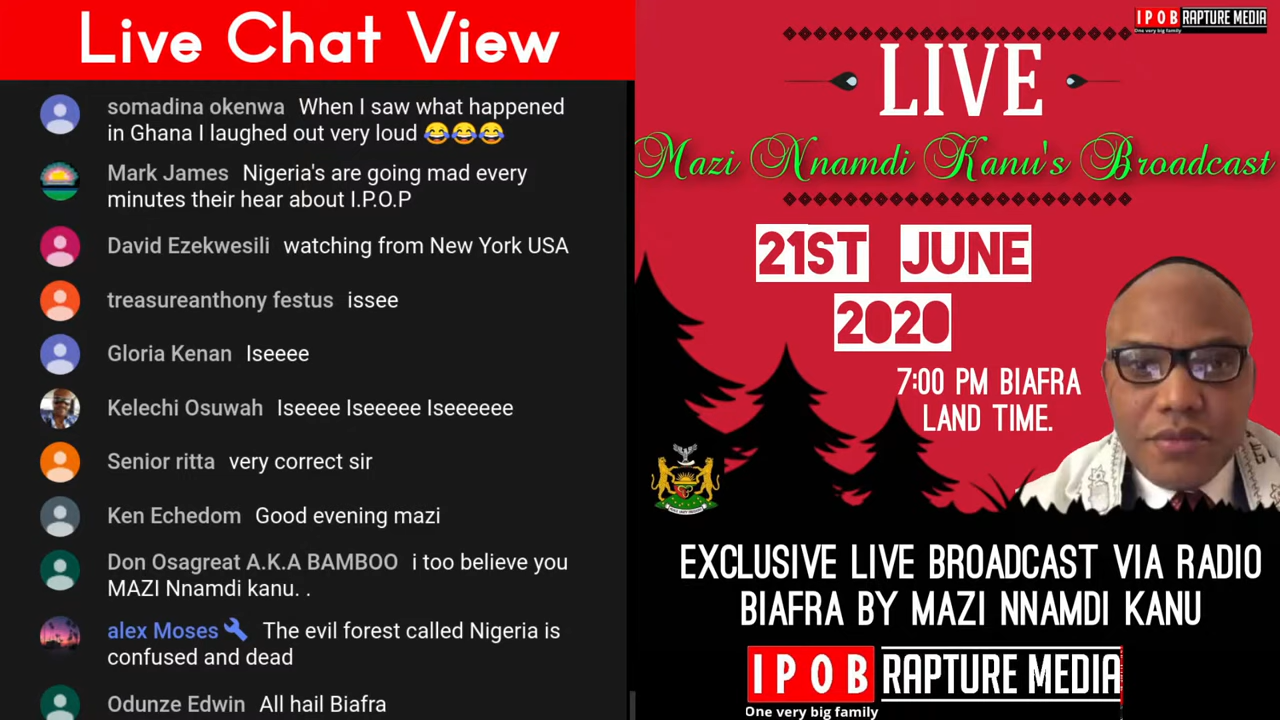 Live Chat View
somadina okenwa When I saw what happened
in Ghana I laughed out very loud 😂😂😂
Mark James Nigeria's are going mad every
minutes their hear about I.P.O.P
David Ezekwesili watching from New York USA
treasureanthony festus issee
Gloria Kenan Iseeee
Kelechi Osuwah Iseeee Iseeeee Iseeeeee
Senior ritta very correct sir
Ken Echedom Good evening mazi
Don Osagreat A.K.A BAMBOO i too believe you
MAZI Nnamdi kanu. .
alex Moses The evil forest called Nigeria is
confused and dead
Odunze Edwin All hail Biafra
IPOB RAPTURE MEDIA
One very big family
LIVE
Mazi Nnamdi Kanu's Broadcast
21ST JUNE
2020
7:00 PM BIAFRA
LAND TIME.
EXCLUSIVE LIVE BROADCAST VIA RADIO
BIAFRA BY MAZI NNAMDI KANU
IPOB RAPTURE MEDIA
One very big family